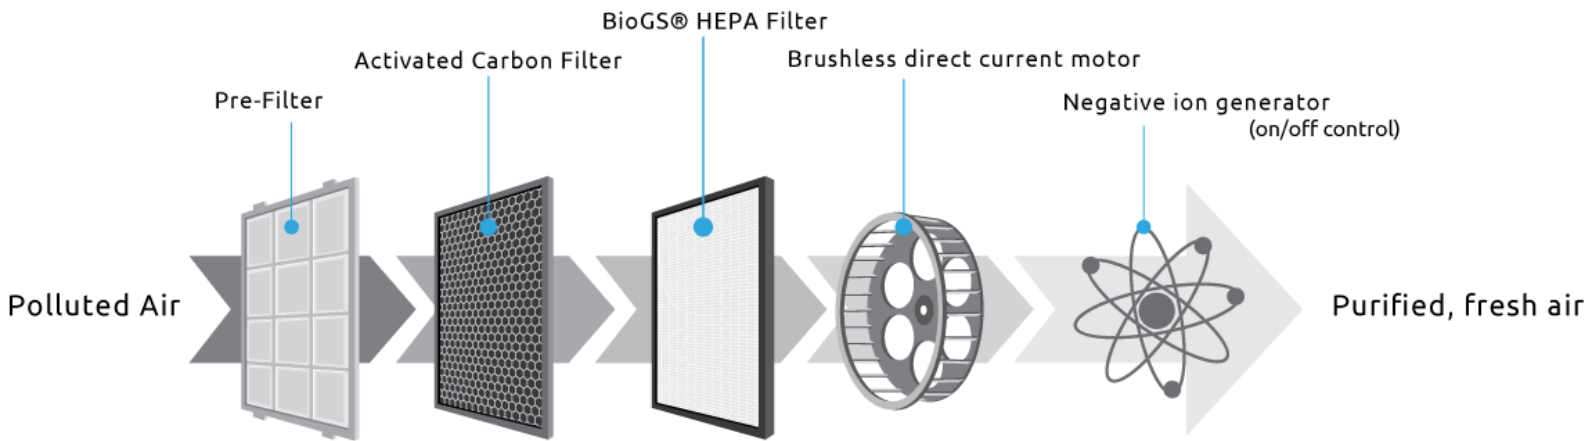 BioGS® HEPA Filter
Activated Carbon Filter
Brushless direct current motor
Pre-Filter
Negative ion generator
(on/off control)
Polluted Air
Purified, fresh air